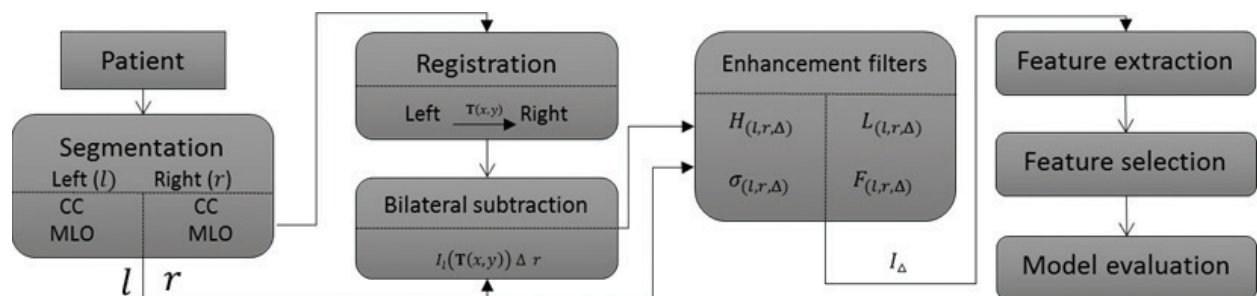 Patient
Segmentation
Left (l) Right (r)
CC CC
MLO MLO
l r
Registration
Left T(x,y) Right
Bilateral subtraction
I_l(T(x,y)) Δ r
Enhancement filters
H_(l,r,Δ) L_(l,r,Δ)
σ_(l,r,Δ) F_(l,r,Δ)
I_Δ
Feature extraction
Feature selection
Model evaluation